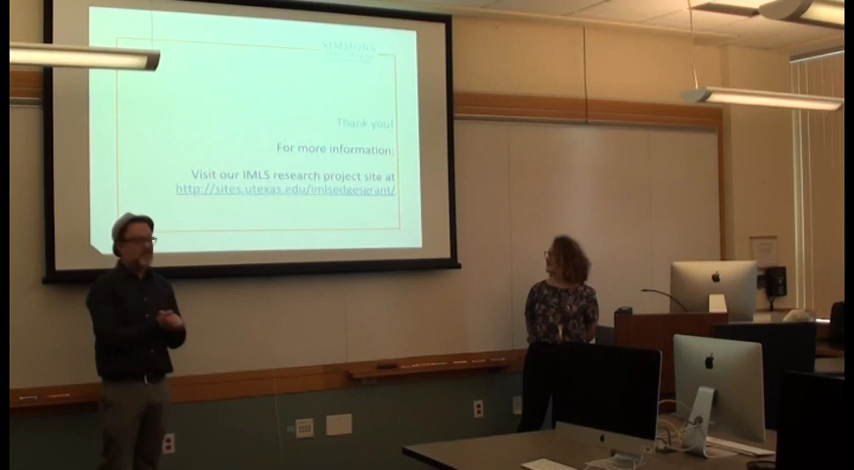 SIMMONS
Thank you!
For more information:
Visit our IMLS research project site at
http://sites.utexas.edu/imlsedgesgrant/